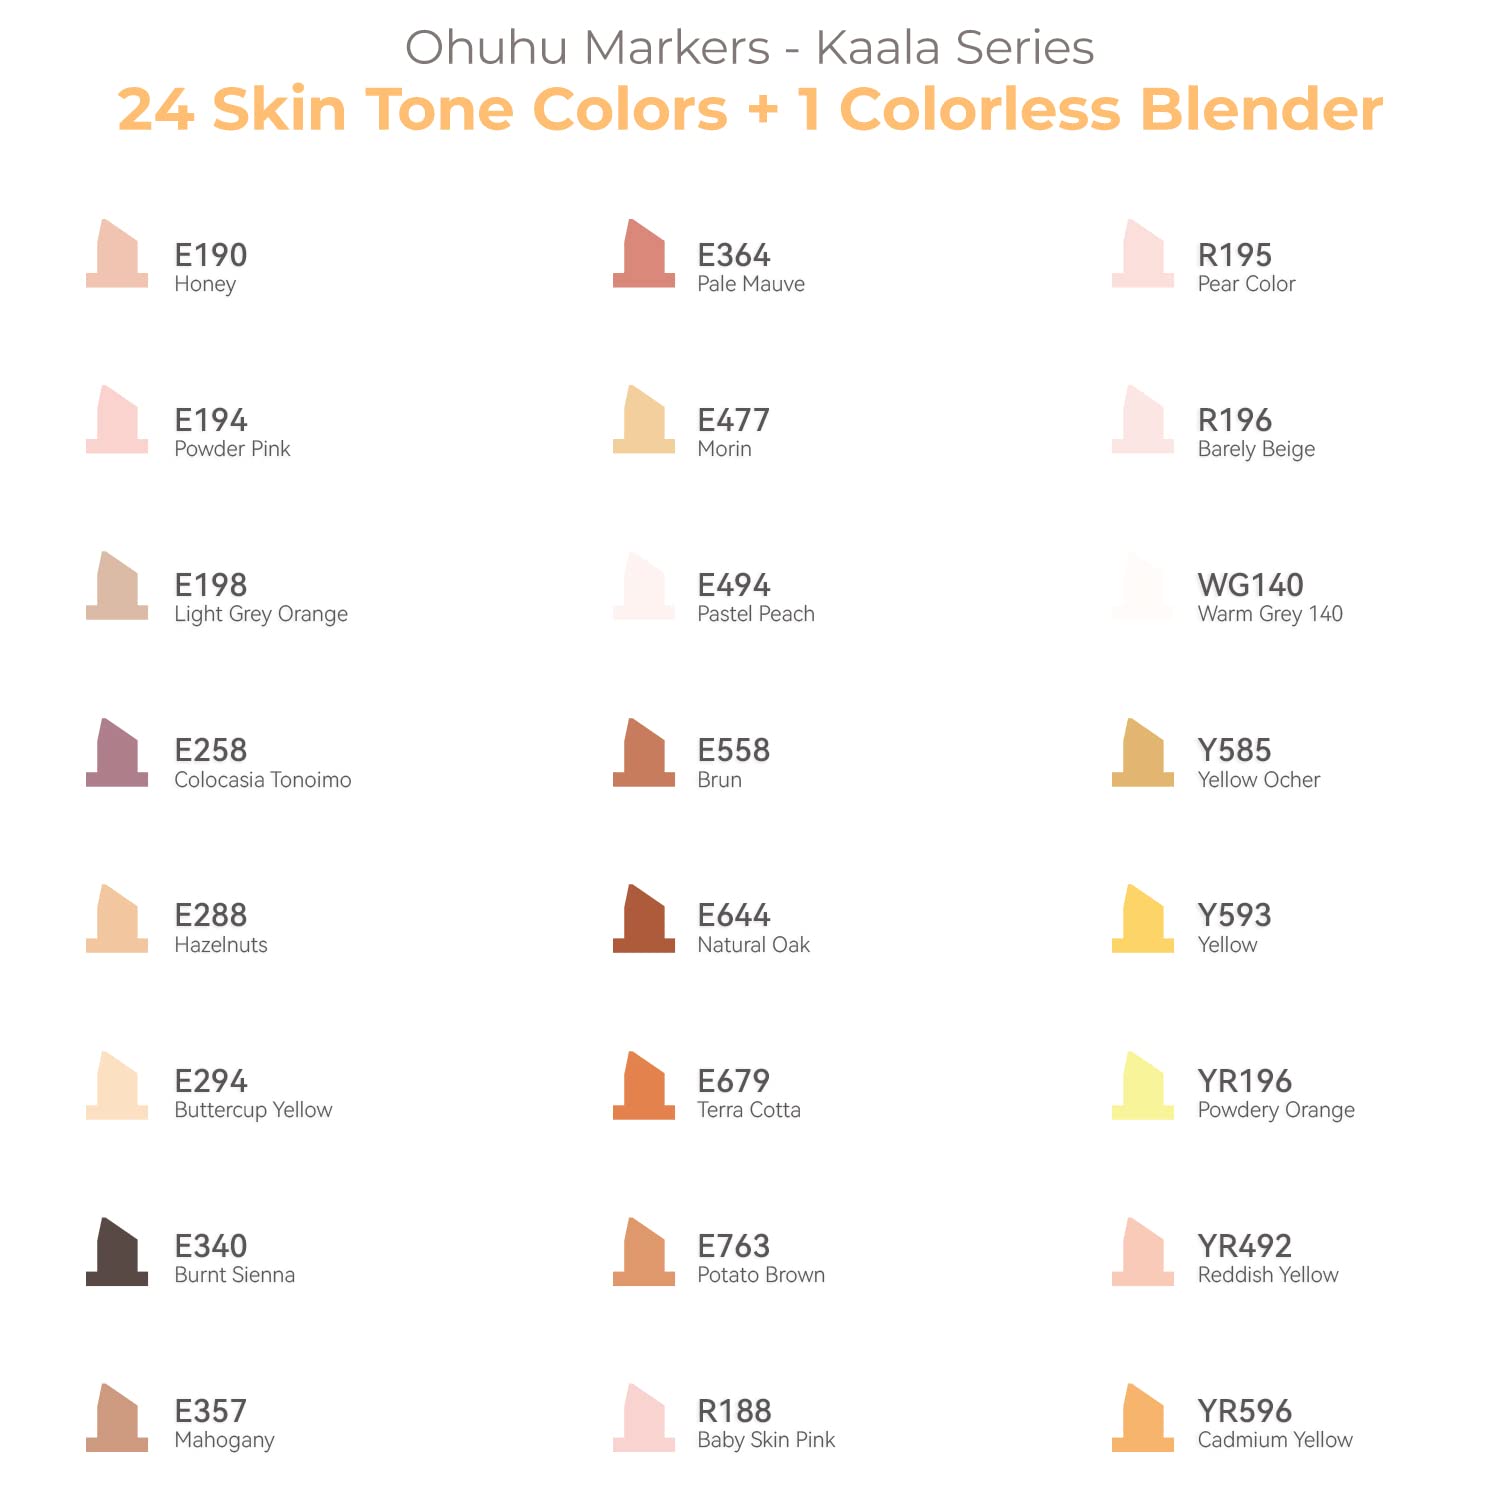 Ohuhu Markers - Kaala Series
24 Skin Tone Colors + 1 Colorless Blender
E190
Honey
E364
Pale Mauve
R195
Pear Color
E194
Powder Pink
E477
Morin
R196
Barely Beige
E198
Light Grey Orange
E494
Pastel Peach
WG140
Warm Grey 140
E258
Colocasia Tonoimo
E558
Brun
Y585
Yellow Ocher
E288
Hazelnuts
E644
Natural Oak
Y593
Yellow
E294
Buttercup Yellow
E679
Terra Cotta
YR196
Powdery Orange
E340
Burnt Sienna
E763
Potato Brown
YR492
Reddish Yellow
E357
Mahogany
R188
Baby Skin Pink
YR596
Cadmium Yellow